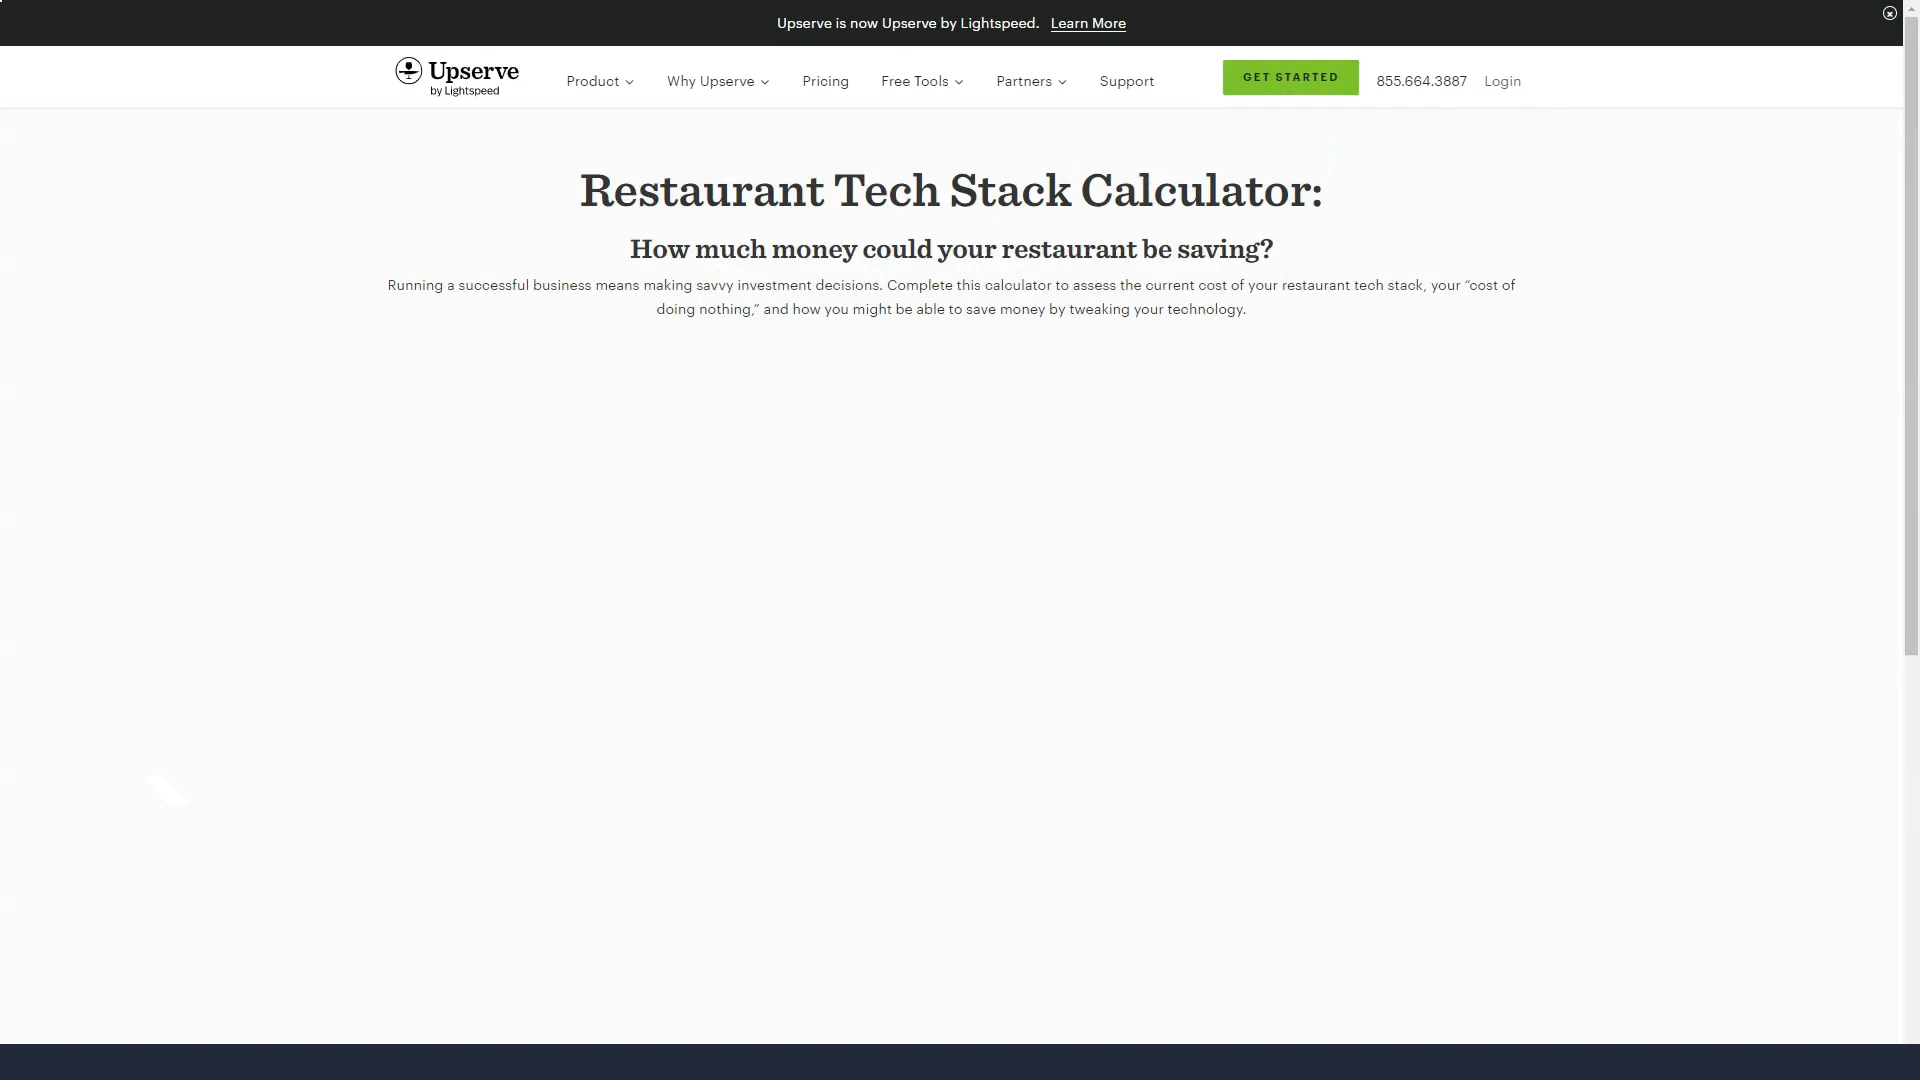 Upserve is now Upserve by Lightspeed. Learn More
Upserve
by Lightspeed
Product
Why Upserve
Pricing
Free Tools
Partners
Support
GET STARTED
855.664.3887
Login
Restaurant Tech Stack Calculator:
How much money could your restaurant be saving?
Running a successful business means making savvy investment decisions. Complete this calculator to assess the current cost of your restaurant tech stack, your “cost of
doing nothing,” and how you might be able to save money by tweaking your technology.